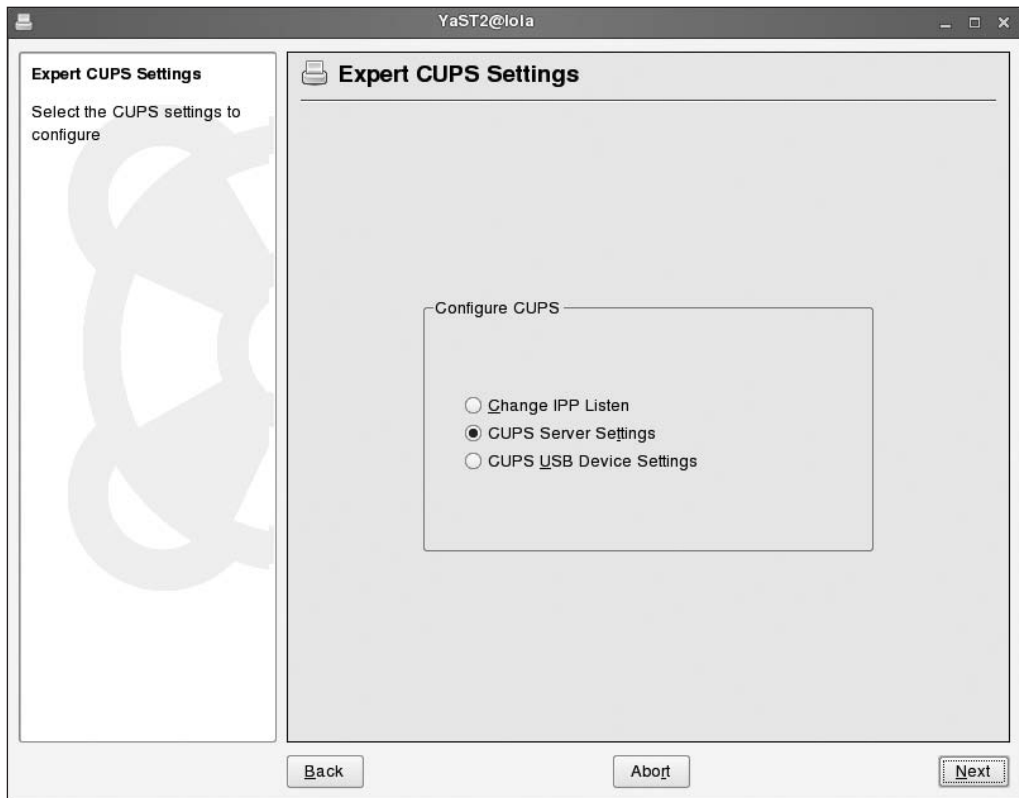 YaST2@lola
Expert CUPS Settings
Select the CUPS settings to
configure
Expert CUPS Settings
Configure CUPS
Change IPP Listen
CUPS Server Settings
CUPS USB Device Settings
Back
Abort
Next